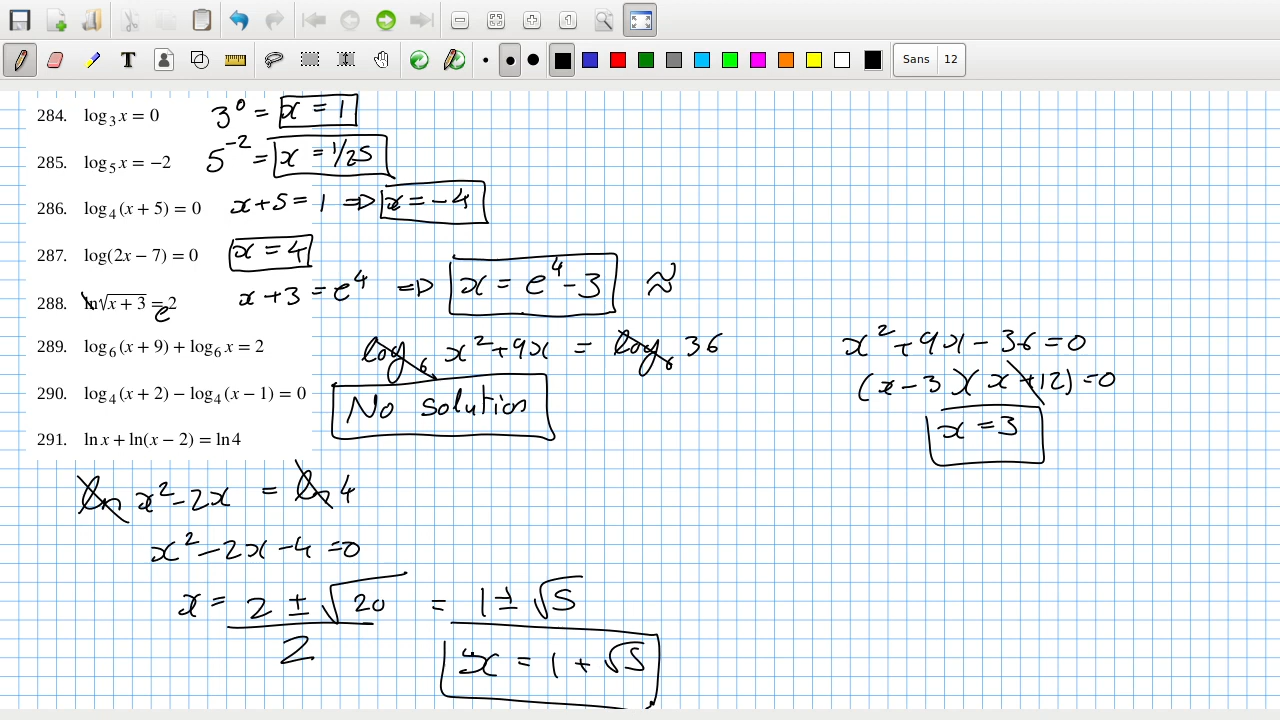 Sans 12
284. log₃ x = 0 3⁰ = x = 1
285. log₅ x = −2 5⁻² = x = 1/25
286. log₄ (x + 5) = 0 x+5 = 1 ⇒ x = −4
287. log(2x − 7) = 0 x = 4
288. ln√(x + 3) = 2 e x+3 = e⁴ ⇒ x = e⁴ − 3 ≈
289. log₆ (x + 9) + log₆ x = 2 log₆ x²+9x = log₆ 36
x² + 9x − 36 = 0
(x − 3)(x + 12) = 0
x = 3
290. log₄ (x + 2) − log₄ (x − 1) = 0 No solution
291. ln x + ln(x − 2) = ln 4
ln x² − 2x = ln 4
x² − 2x − 4 = 0
x = 2 ± √20 / 2 = 1 ± √5
x = 1 + √5